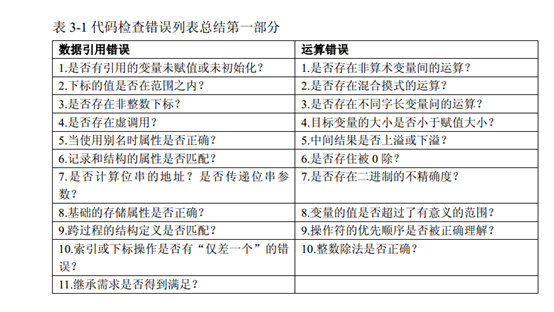 表 3-1 代码检查错误列表总结第一部分
数据引用错误 运算错误
1.是否有引用的变量未赋值或未初始化？ 1.是否存在非算术变量间的运算？
2.下标的值是否在范围之内？ 2.是否存在混合摸式的运算？
3.是否存在非整数下标？ 3.是否存在不同字长变量问的运算？
4.是否存在虚调用？ 4.目标变量的大小是否小于赋值大小？
5.当使用别名时属性是否正确？ 5.中间结果是否上溢或下溢？
6.记录和结构的属性是否匹配？ 6.是否存住被 0 除？
7.是否计算位串的地址？是否传递位串参 7.是否存在二进制的不精确度？
数？
8.基础的存储属性是否正确？ 8.变量的值是否超过了有意义的范围？
9.跨过程的结构定义是否匹配？ 9.操作符的优先顺序是否被正确理解？
10.索引或下标操作是否有“仅差一个”的错 10.整数除法是否正确？
误？
11.继承需求是否得到满足？